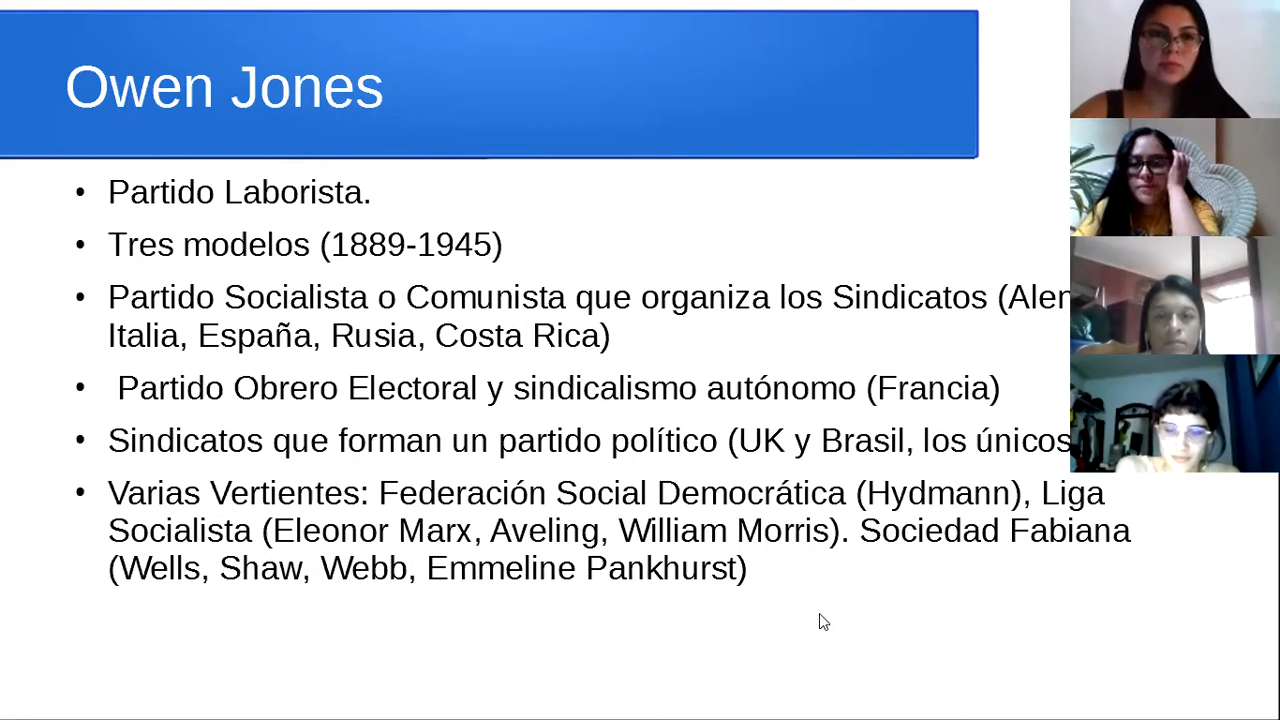 Owen Jones
• Partido Laborista.
• Tres modelos (1889-1945)
• Partido Socialista o Comunista que organiza los Sindicatos
Italia, España, Rusia, Costa Rica)
• Partido Obrero Electoral y sindicalismo autónomo (Francia)
• Sindicatos que forman un partido político (UK y Brasil, los únicos
• Varias Vertientes: Federación Social Democrática (Hydmann), Liga
Socialista (Eleonor Marx, Aveling, William Morris). Sociedad Fabiana
(Wells, Shaw, Webb, Emmeline Pankhurst)